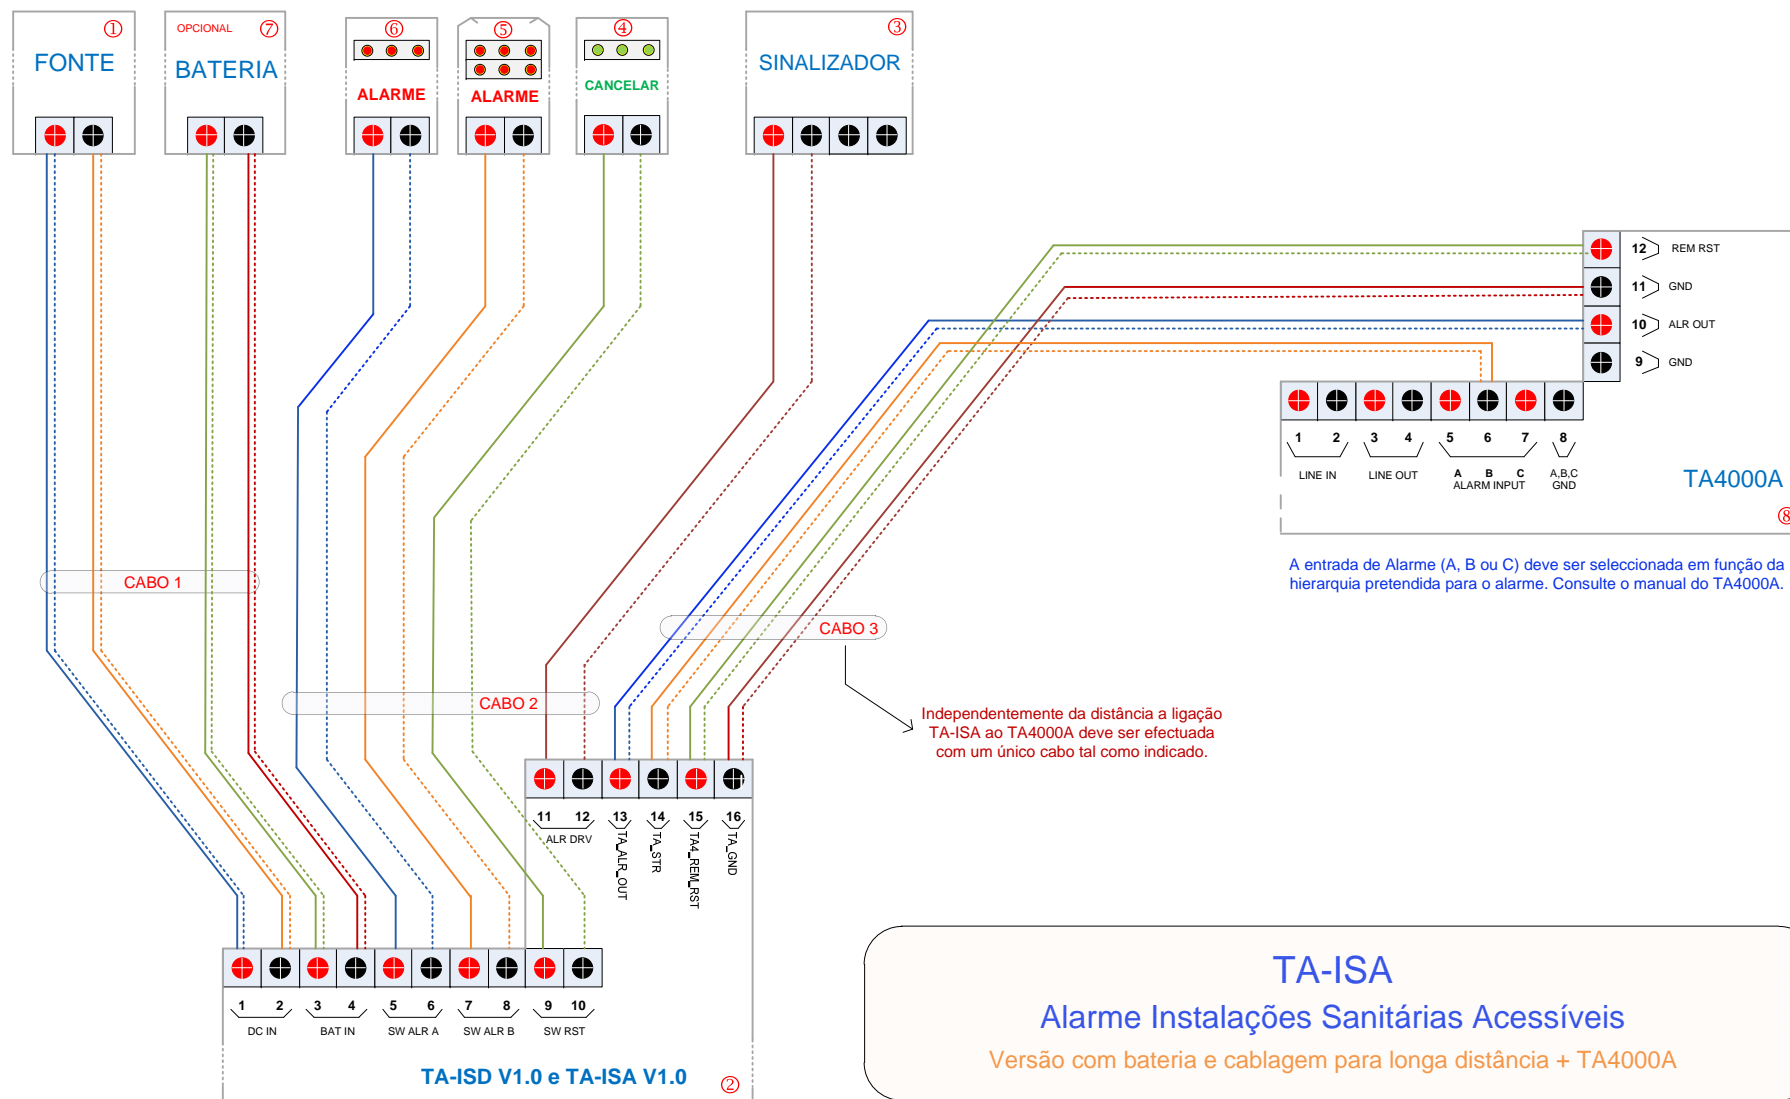 ①
FONTE
OPCIONAL
⑦
BATERIA
⑥
ALARME
⑤
ALARME
④
CANCELAR
③
SINALIZADOR
12 REM RST
11 GND
10 ALR OUT
9 GND
1 2 3 4 5 6 7 8
LINE IN LINE OUT A B C A,B,C
ALARM INPUT GND
TA4000A
⑧
A entrada de Alarme (A, B ou C) deve ser seleccionada em função da
hierarquia pretendida para o alarme. Consulte o manual do TA4000A.
CABO 1
CABO 2
CABO 3
Independentemente da distância a ligação
TA-ISA ao TA4000A deve ser efectuada
com um único cabo tal como indicado.
11 12 13 14 15 16
ALR DRV
TA_ALR_OUT
TA_STR
TA4_REM_RST
TA_GND
1 2 3 4 5 6 7 8 9 10
DC IN BAT IN SW ALR A SW ALR B SW RST
TA-ISD V1.0 e TA-ISA V1.0
②
TA-ISA
Alarme Instalações Sanitárias Acessíveis
Versão com bateria e cablagem para longa distância + TA4000A